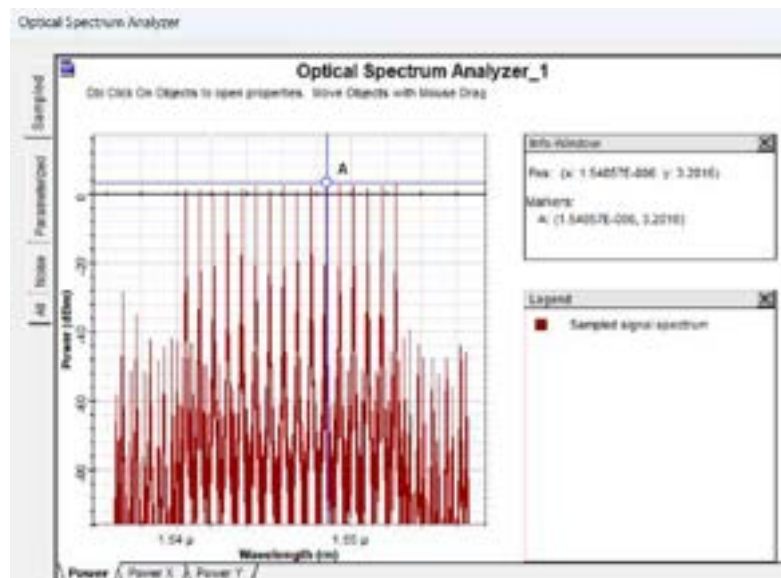 Optical Spectrum Analyzer
Optical Spectrum Analyzer_1
Dbl Click On Objects to open properties. Move Objects with Mouse Drag
Sampled
Parameterized
Noise
All
Power (dBm)
0
-20
-40
-60
-80
A
1.54 µ
1.55 µ
Wavelength (m)
Power
Power X
Power Y
Info Window
Pos: (x: 1.54857E-006 y: 3.2016)
Markers:
A: (1.54857E-006, 3.2016)
Legend
Sampled signal spectrum